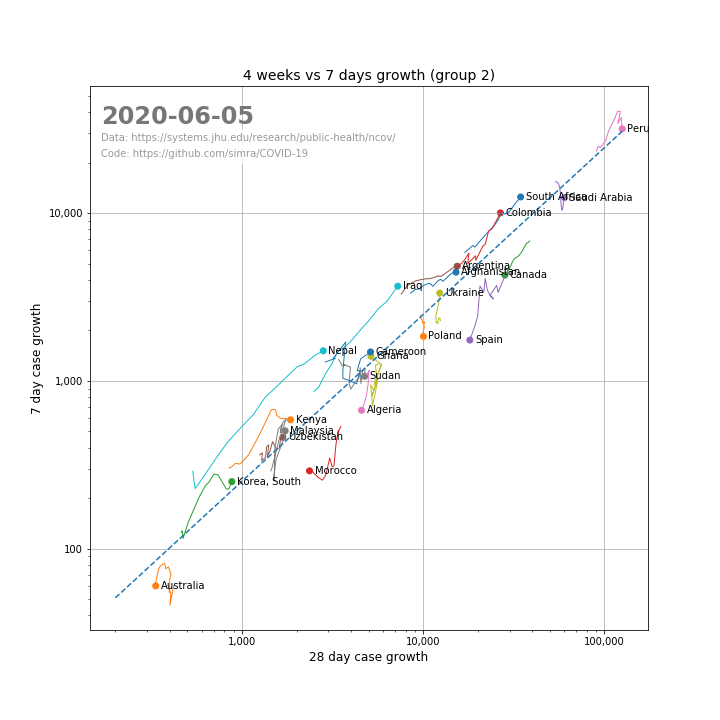 4 weeks vs 7 days growth (group 2)
2020-06-05
Data: https://systems.jhu.edu/research/public-health/ncov/
Code: https://github.com/simra/COVID-19
Peru
South Africa
Saudi Arabia
10,000
Colombia
Argentina
Afghanistan
Canada
Iraq
Ukraine
Poland
Spain
Nepal
Cameroon
Ghana
1,000
Sudan
Algeria
Kenya
Malaysia
Uzbekistan
Morocco
Korea, South
100
Australia
7 day case growth
1,000
10,000
100,000
28 day case growth